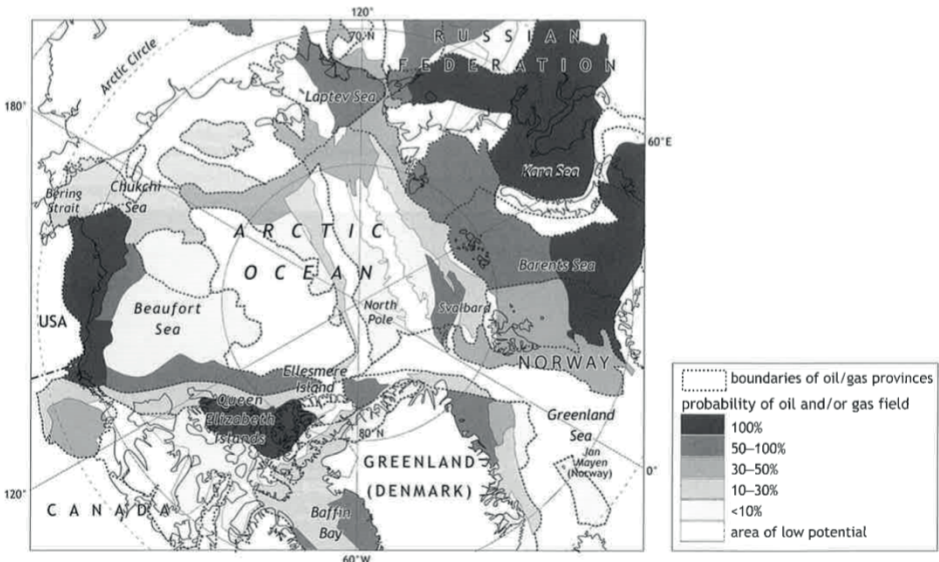 120°
70°N
RUSSIAN
FEDERATION
Arctic Circle
Laptev Sea
180°
60°E
Kara Sea
Bering
Strait
Chukchi
Sea
ARCTIC
OCEAN
Barents Sea
Beaufort
Sea
North
Pole
Svalbard
USA
NORWAY
Ellesmere
Island
Queen
Elizabeth
Islands
Greenland
Sea
Jan
Mayen
(Norway)
80°N
GREENLAND
(DENMARK)
0°
120°
CANADA
Baffin
Bay
60°W
boundaries of oil/gas provinces
probability of oil and/or gas field
100%
50–100%
30–50%
10–30%
<10%
area of low potential